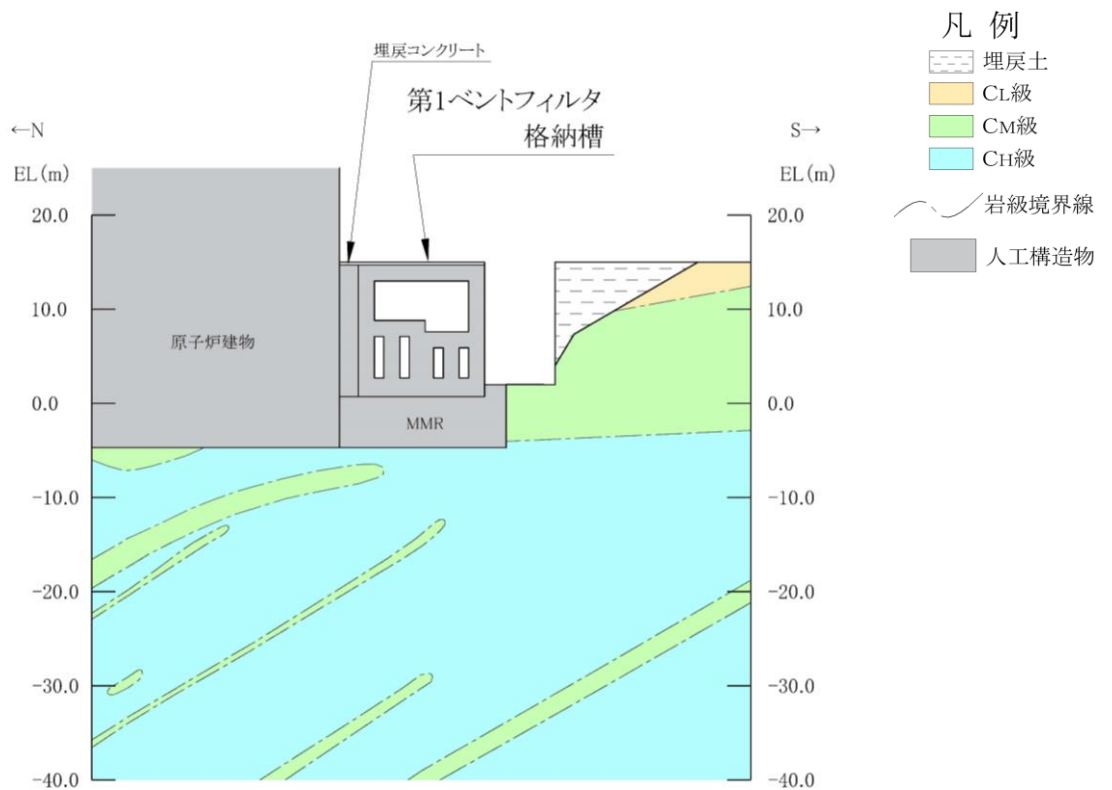 埋戻コンクリート
第1ベントフィルタ
格納槽
←N
S→
EL(m)
EL(m)
20.0
10.0
0.0
-10.0
-20.0
-30.0
-40.0
原子炉建物
MMR
20.0
10.0
0.0
-10.0
-20.0
-30.0
-40.0
凡 例
埋戻土
CL級
CM級
CH級
岩級境界線
人工構造物